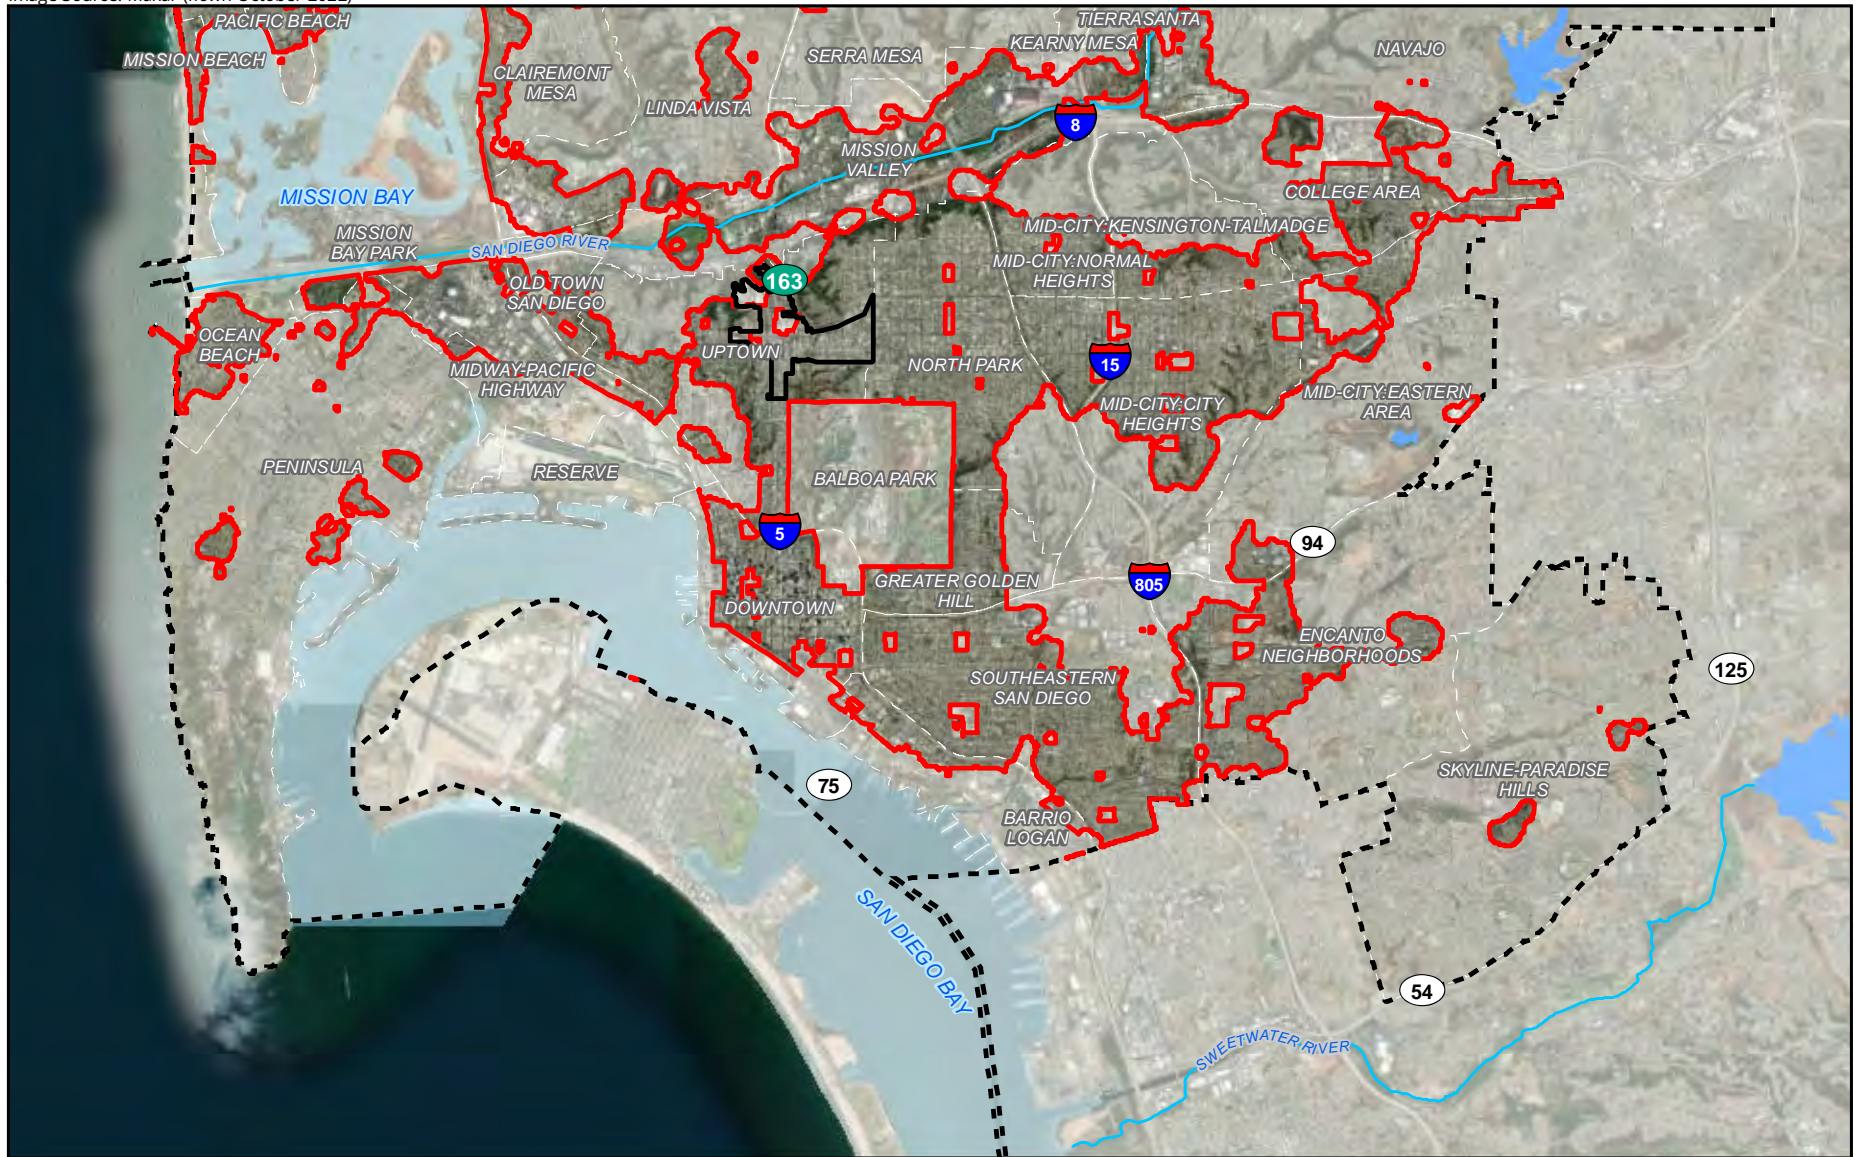 PACIFIC BEACH
TIERRASANTA
KEARNY MESA
NAVAJO
MISSION BEACH
SERRA MESA
CLAIREMONT
MESA
LINDA VISTA
8
MISSION
VALLEY
MISSION BAY
COLLEGE AREA
MISSION
BAY PARK
SAN DIEGO RIVER
MID-CITY:KENSINGTON-TALMADGE
MID-CITY:NORMAL
HEIGHTS
163
OLD TOWN
SAN DIEGO
OCEAN
BEACH
UPTOWN
NORTH PARK
15
MIDWAY-PACIFIC
HIGHWAY
MID-CITY:CITY
HEIGHTS
MID-CITY:EASTERN
AREA
PENINSULA
RESERVE
BALBOA PARK
5
94
805
GREATER GOLDEN
HILL
DOWNTOWN
ENCANTO
NEIGHBORHOODS
125
SOUTHEASTERN
SAN DIEGO
75
SKYLINE-PARADISE
HILLS
BARRIO
LOGAN
SAN DIEGO BAY
54
SWEETWATER RIVER